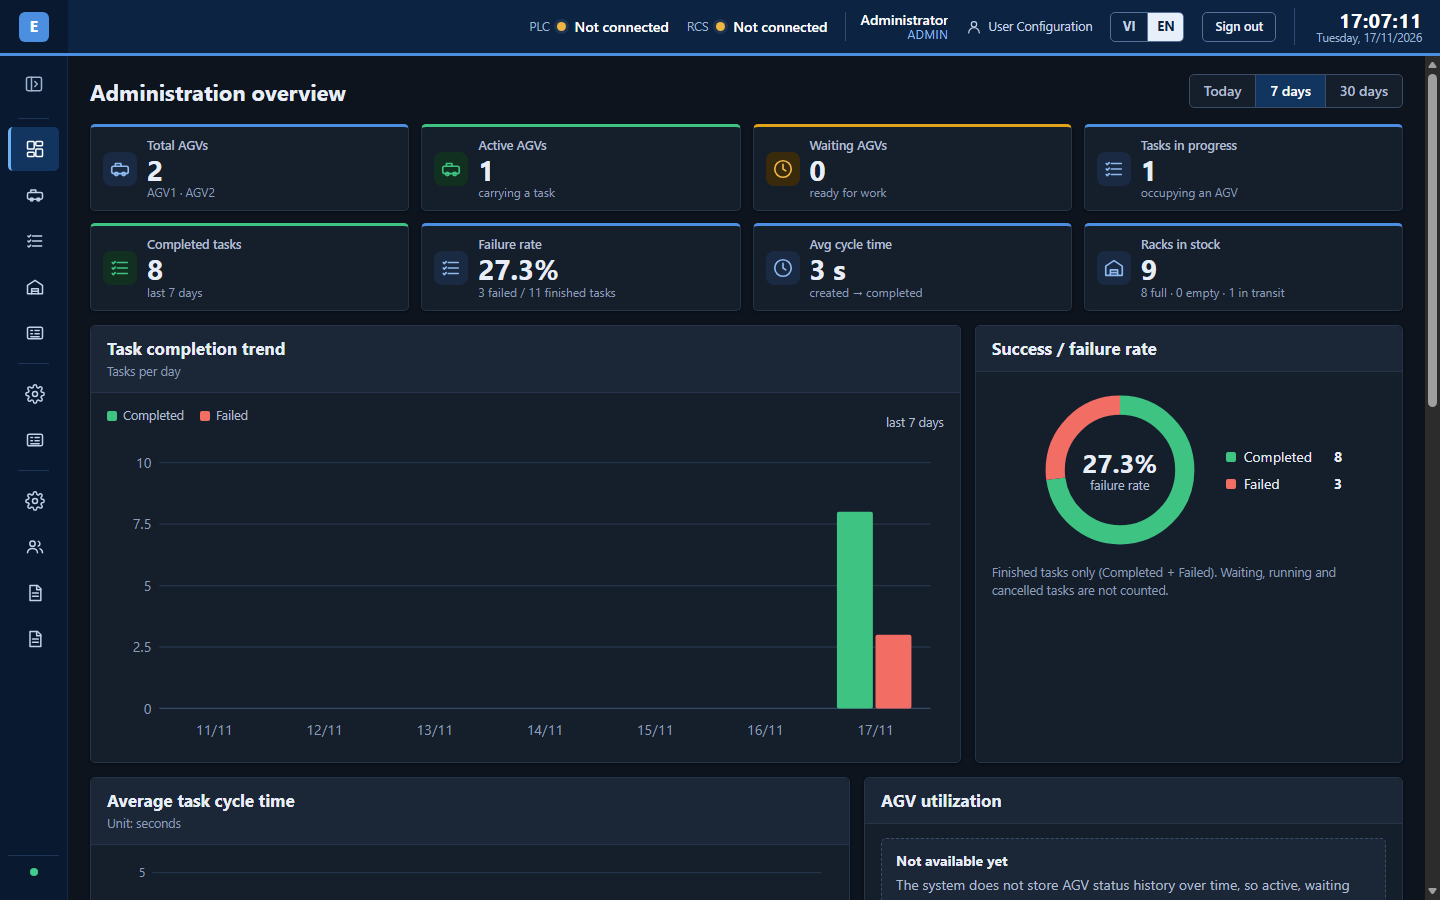 E
PLC Not connected RCS Not connected
Administrator
ADMIN
User Configuration
VI EN
Sign out
17:07:11
Tuesday, 17/11/2026
Administration overview
Today 7 days 30 days
Total AGVs
2
AGV1 · AGV2
Active AGVs
1
carrying a task
Waiting AGVs
0
ready for work
Tasks in progress
1
occupying an AGV
Completed tasks
8
last 7 days
Failure rate
27.3%
3 failed / 11 finished tasks
Avg cycle time
3 s
created → completed
Racks in stock
9
8 full · 0 empty · 1 in transit
Task completion trend
Tasks per day
Completed Failed
last 7 days
10
7.5
5
2.5
0
11/11 12/11 13/11 14/11 15/11 16/11 17/11
Success / failure rate
27.3%
failure rate
Completed 8
Failed 3
Finished tasks only (Completed + Failed). Waiting, running and
cancelled tasks are not counted.
Average task cycle time
Unit: seconds
5
AGV utilization
Not available yet
The system does not store AGV status history over time, so active, waiting